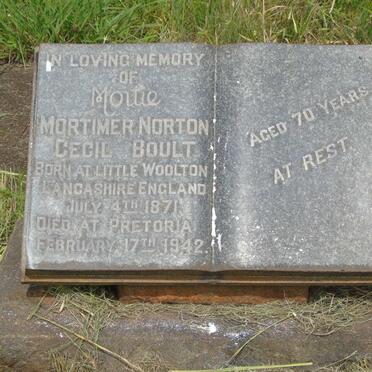 IN LOVING MEMORY
OF
Mortie
MORTIMER NORTON
CECIL BOULT
BORN AT LITTLE WOOLTON
LANCASHIRE ENGLAND
JULY 4TH 1871
DIED AT PRETORIA
FEBRUARY 17TH 1942
AGED 70 YEARS
AT REST